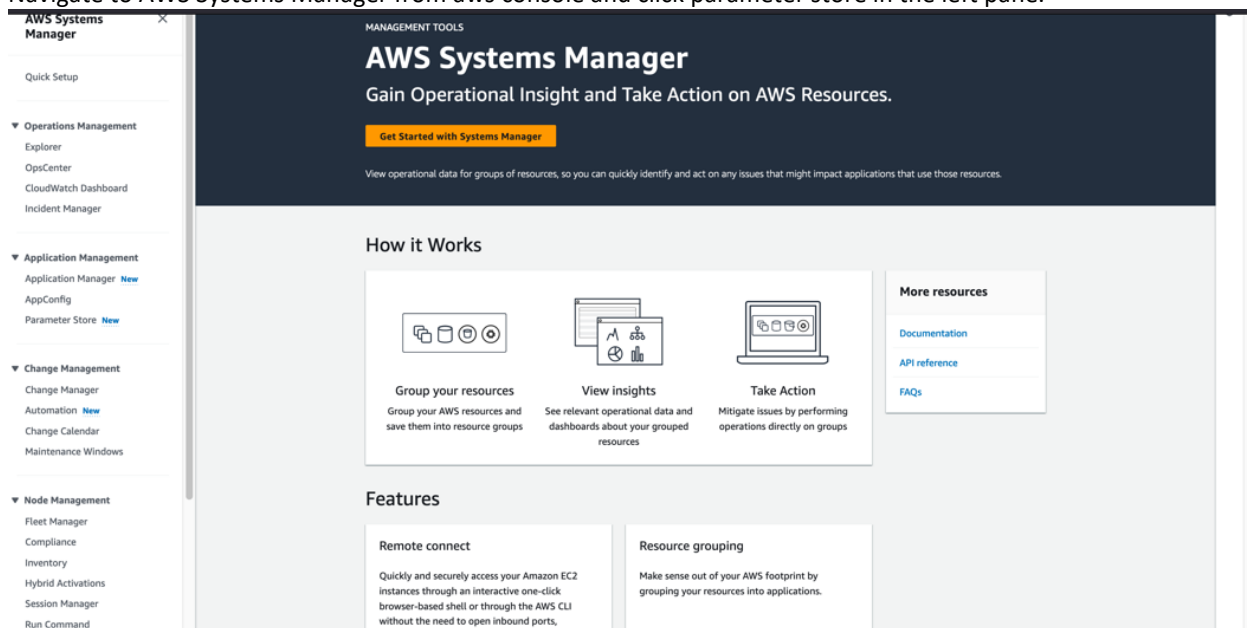 Navigate to AWS Systems Manager from aws console and click parameter store in the left pane.
AWS Systems
Manager
Quick Setup
Operations Management
Explorer
OpsCenter
CloudWatch Dashboard
Incident Manager
Application Management
Application Manager New
AppConfig
Parameter Store New
Change Management
Change Manager
Automation New
Change Calendar
Maintenance Windows
Node Management
Fleet Manager
Compliance
Inventory
Hybrid Activations
Session Manager
Run Command
MANAGEMENT TOOLS
AWS Systems Manager
Gain Operational Insight and Take Action on AWS Resources.
Get Started with Systems Manager
View operational data for groups of resources, so you can quickly identify and act on any issues that might impact applications that use those resources.
How it Works
Group your resources
Group your AWS resources and
save them into resource groups
View insights
See relevant operational data and
dashboards about your grouped
resources
Take Action
Mitigate issues by performing
operations directly on groups
More resources
Documentation
API reference
FAQs
Features
Remote connect
Quickly and securely access your Amazon EC2
instances through an interactive one-click
browser-based shell or through the AWS CLI
without the need to open inbound ports,
Resource grouping
Make sense out of your AWS footprint by
grouping your resources into applications.